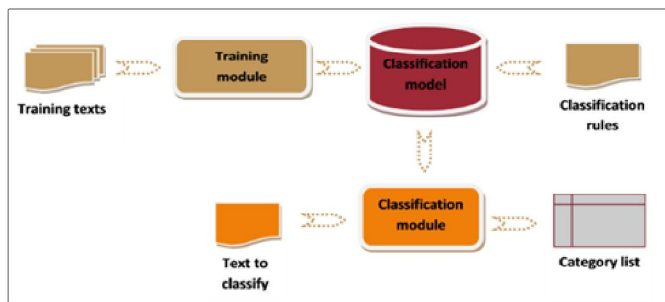 Training texts
Training
module
Classification
model
Classification
rules
Text to
classify
Classification
module
Category list